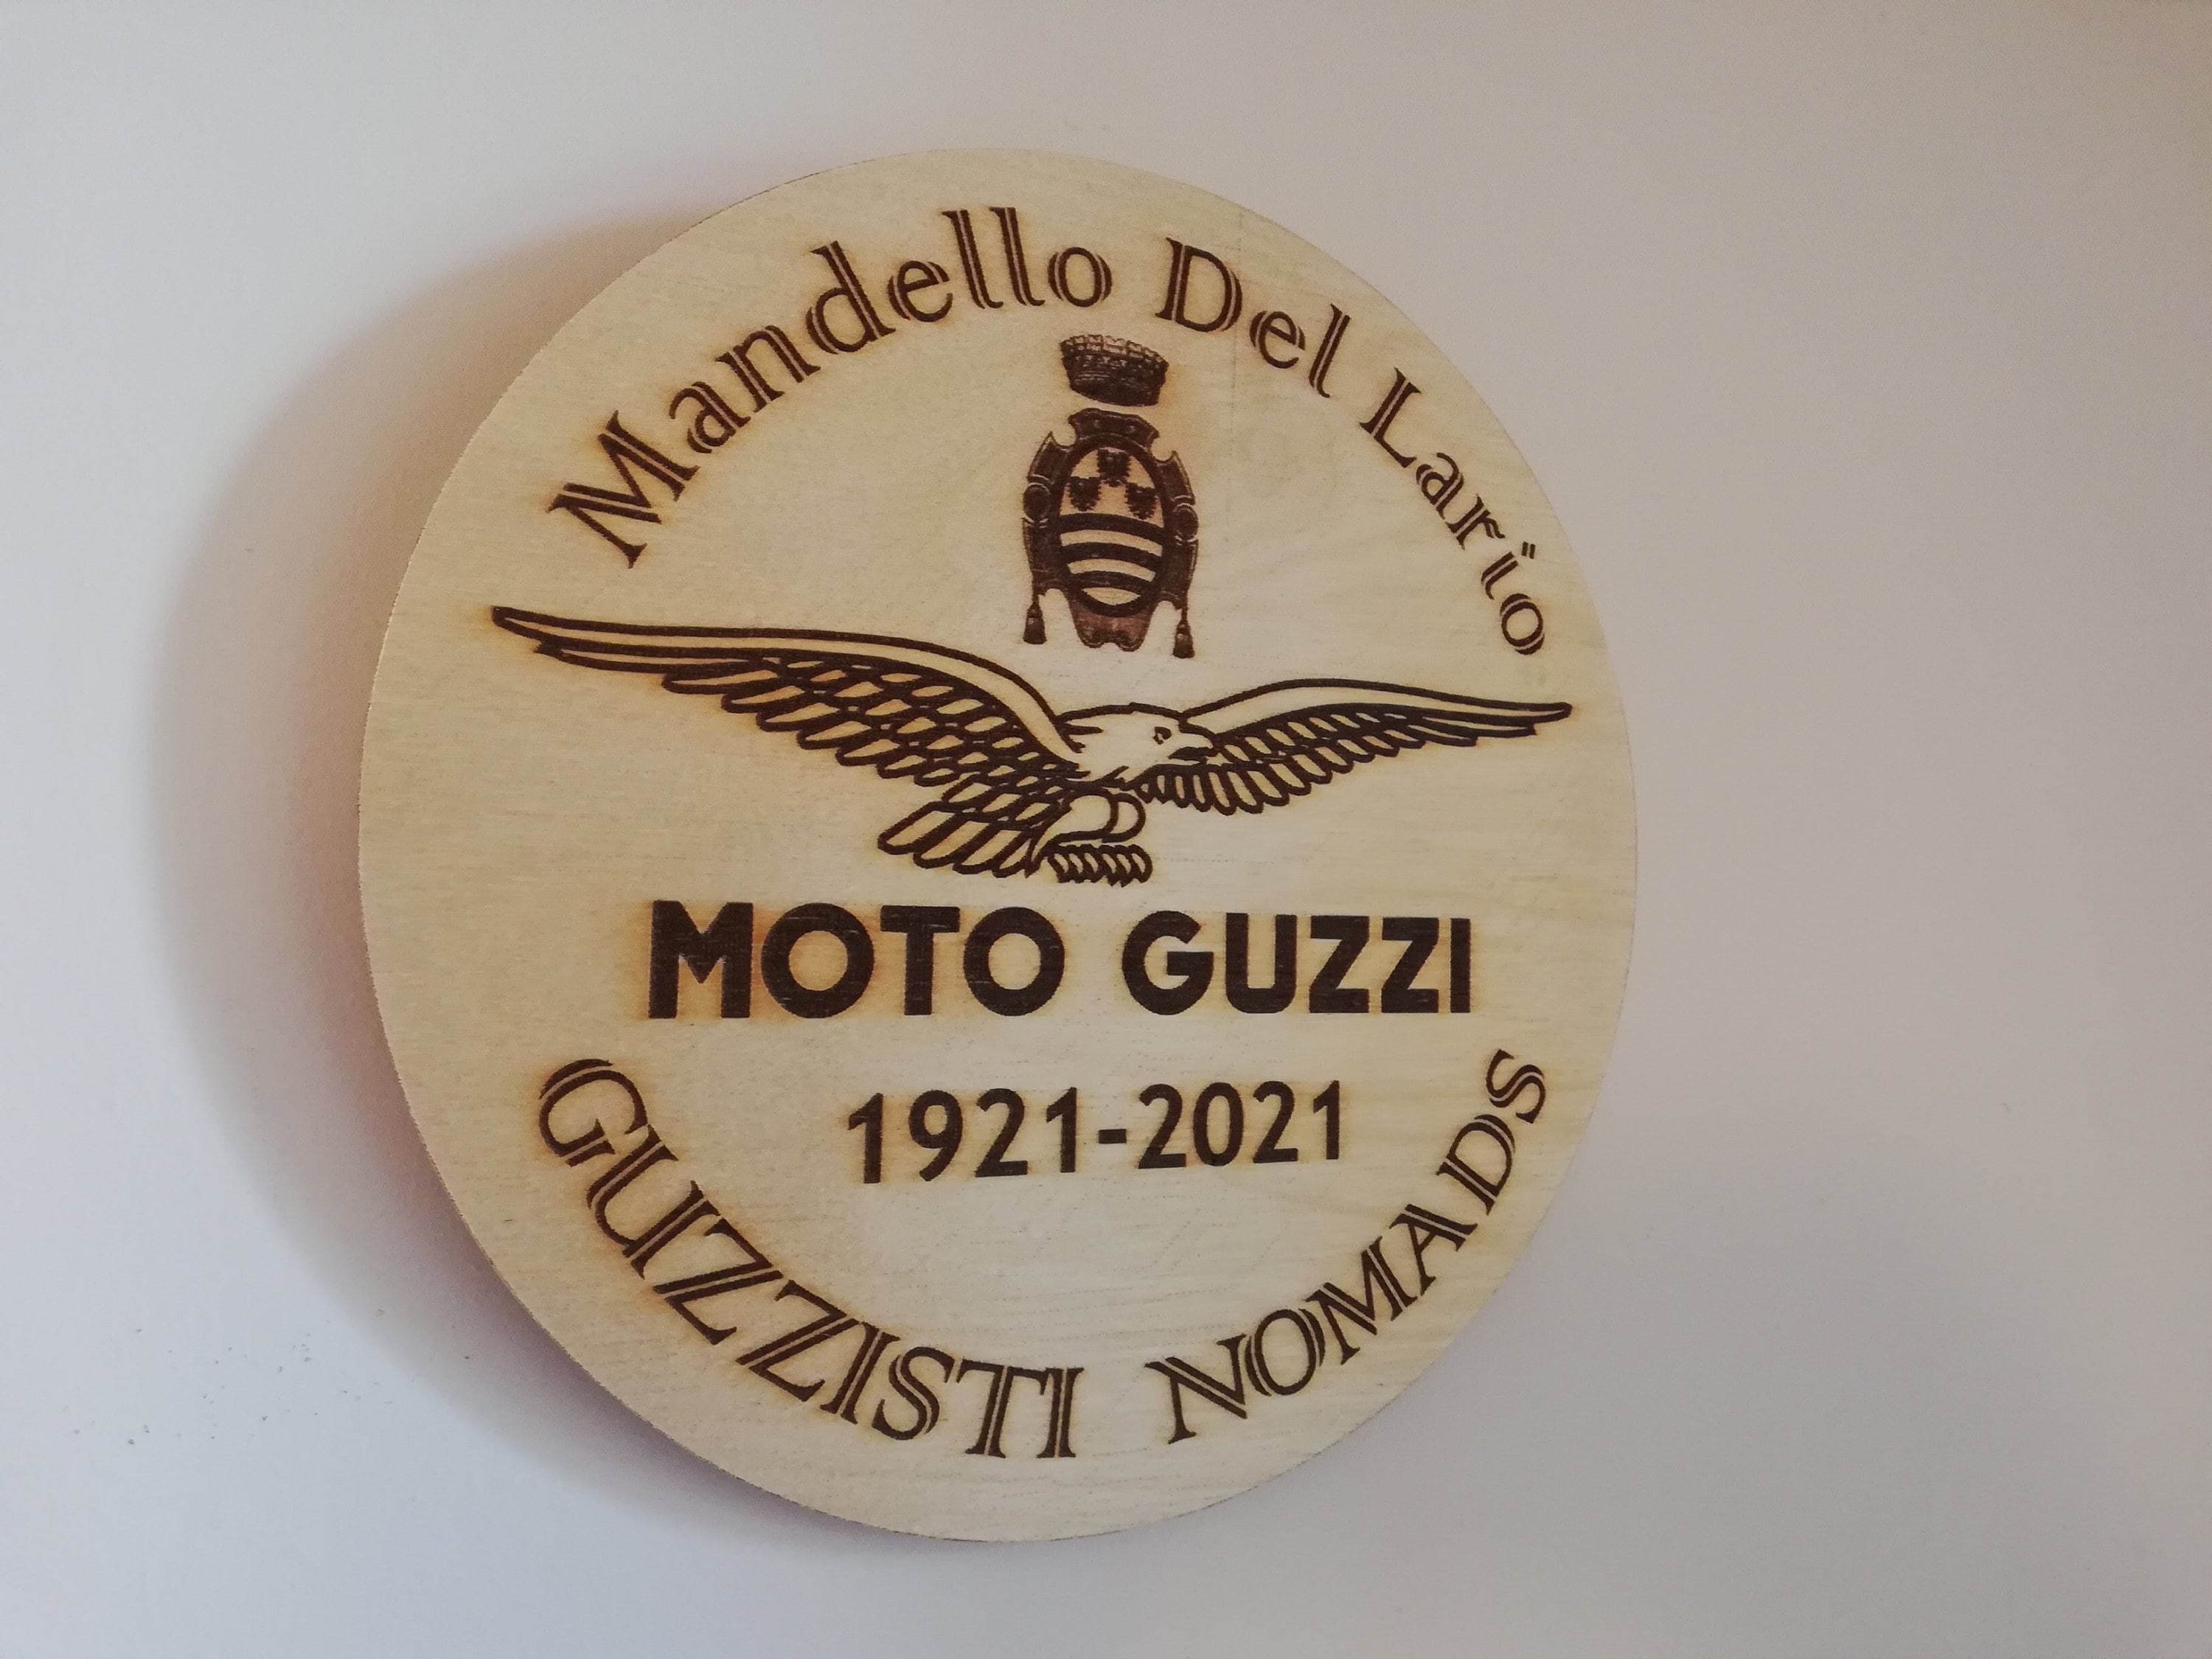 Mandello Del Lario
MOTO GUZZI
1921-2021
GUZZISTI NOMADS